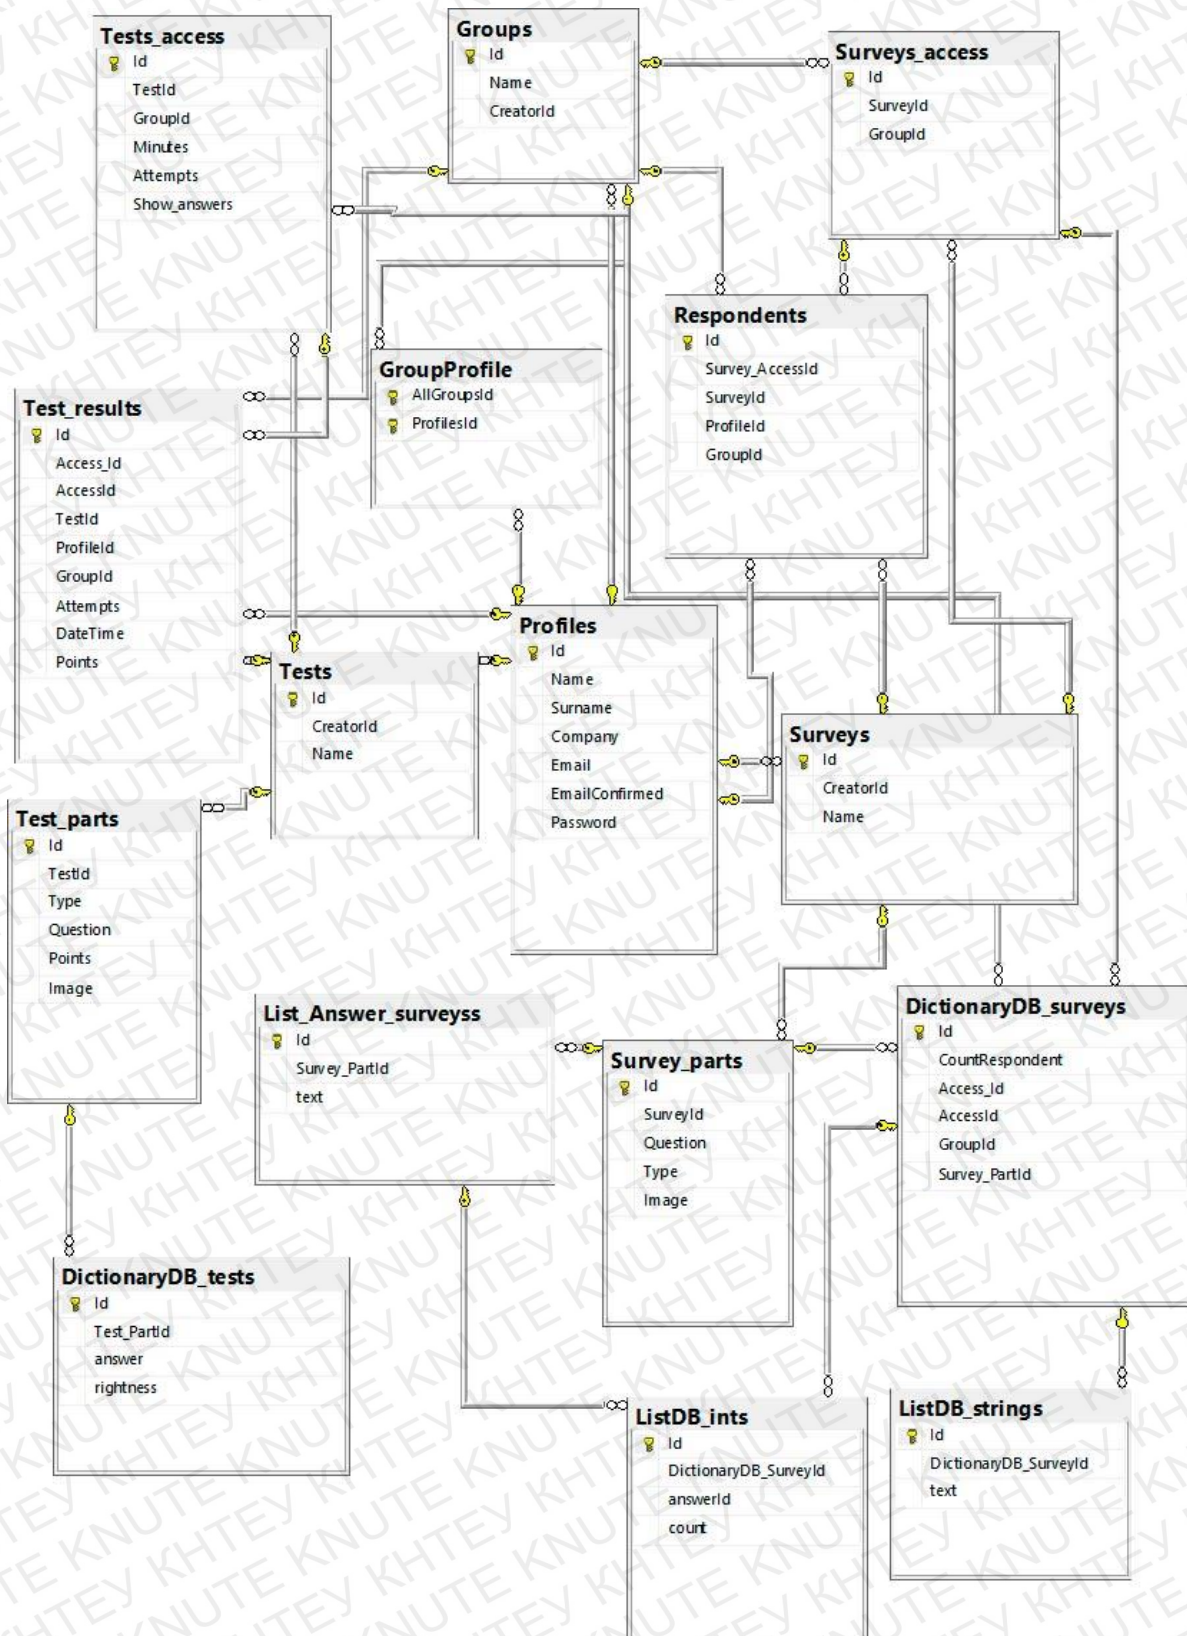 Tests_access
Id
TestId
GroupId
Minutes
Attempts
Show_answers
Groups
Id
Name
CreatorId
Surveys_access
Id
SurveyId
GroupId
Respondents
Id
Survey_AccessId
SurveyId
ProfileId
GroupId
GroupProfile
AllGroupsId
ProfilesId
Test_results
Id
Access_Id
AccessId
TestId
ProfileId
GroupId
Attempts
DateTime
Points
Profiles
Id
Name
Surname
Company
Email
EmailConfirmed
Password
Tests
Id
CreatorId
Name
Surveys
Id
CreatorId
Name
Test_parts
Id
TestId
Type
Question
Points
Image
List_Answer_surveyss
Id
Survey_PartId
text
Survey_parts
Id
SurveyId
Question
Type
Image
DictionaryDB_surveys
Id
CountRespondent
Access_Id
AccessId
GroupId
Survey_PartId
DictionaryDB_tests
Id
Test_PartId
answer
rightness
ListDB_ints
Id
DictionaryDB_SurveyId
answerId
count
ListDB_strings
Id
DictionaryDB_SurveyId
text